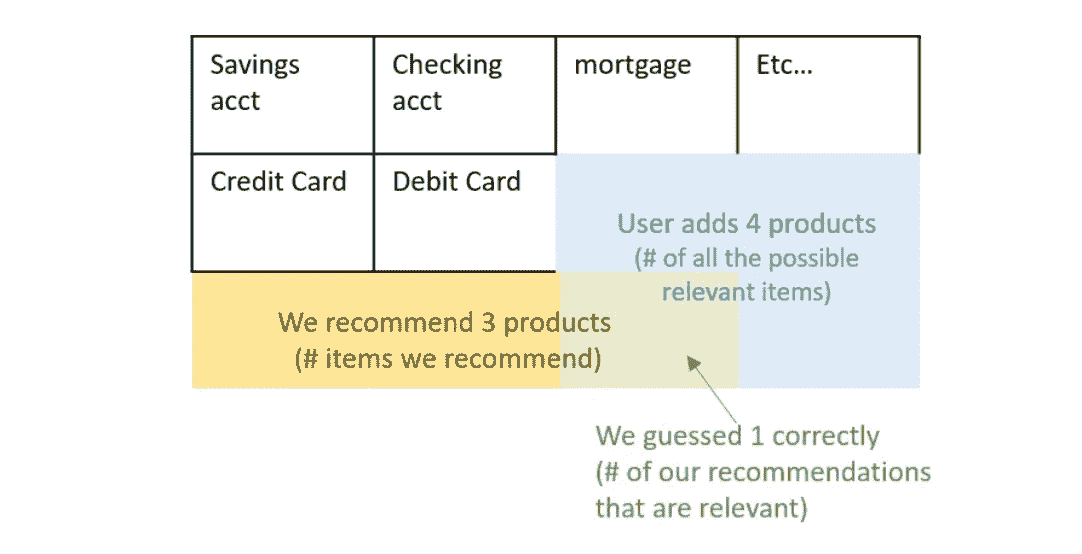 Savings
acct
Checking
acct
mortgage
Etc...
Credit Card
Debit Card
User adds 4 products
(# of all the possible
relevant items)
We recommend 3 products
(# items we recommend)
We guessed 1 correctly
(# of our recommendations
that are relevant)